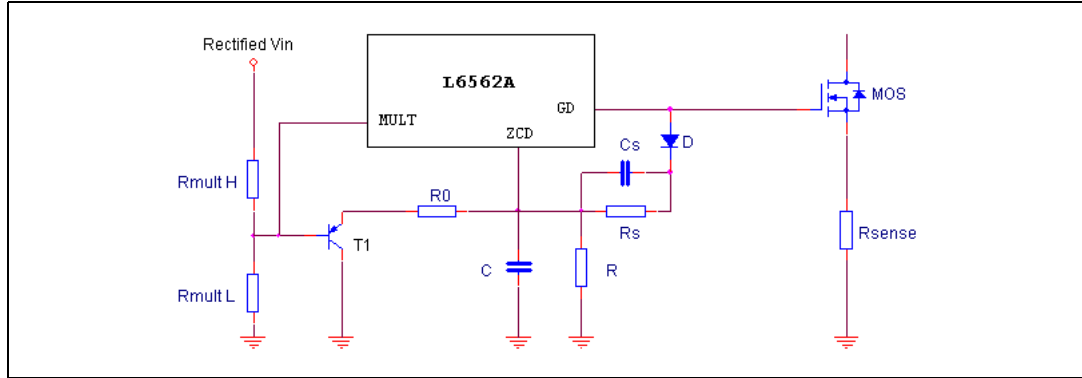 Rectified Vin
L6562A
GD
MOS
MULT
ZCD
Cs
D
Rmult H
R0
Rs
T1
Rsense
C
R
Rmult L